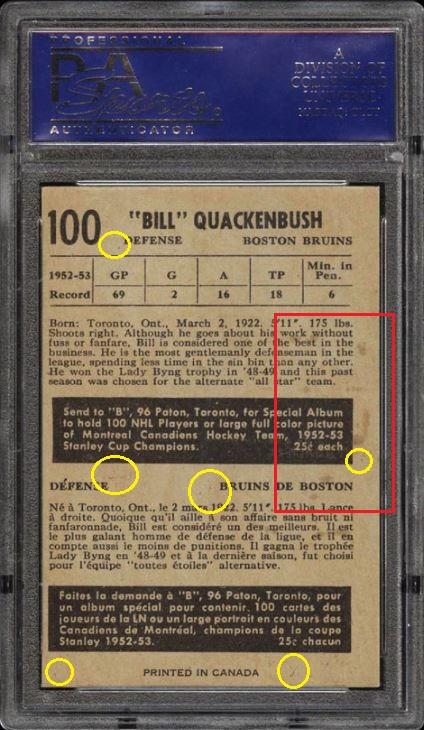 PROFESSIONAL
PSA
Sports
AUTHENTICATOR
A
DIVISION OF
COLLECTORS
UNIVERSE
100 "BILL" QUACKENBUSH
DEFENSE BOSTON BRUINS
1952-53 GP G A TP Min. in Pen.
Record 69 2 16 18 6
Born: Toronto, Ont., March 2, 1922. 5'11". 175 lbs.
Shoots right. Although he goes about his work without
fuss or fanfare, Bill is considered one of the best in the
business. He is the most gentlemanly defenseman in the
league, spending less time in the sin bin than any other.
He won the Lady Byng trophy in '48-49 and this past
season was chosen for the alternate "all star" team.
Send to "B", 96 Paton, Toronto, for Special Album
to hold 100 NHL Players or large full color picture
of Montreal Canadiens Hockey Team, 1952-53
Stanley Cup Champions. 25¢ each
DÉFENSE BRUINS DE BOSTON
Né à Toronto, Ont., le 2 mars 1922. 5'11". 175 lbs. Lance
à droite. Quoique qu'il aille à son affaire sans bruit ni
fanfaronnade, Bill est considéré un des meilleurs. Il est
le plus galant homme de défense de la ligue, et il en
compte aussi le moins de punitions. Il gagna le trophée
Lady Byng en '48-49 et à la dernière saison, fut choisi
pour l'équipe "toutes étoiles" alternative.
Faites la demande à "B", 96 Paton, Toronto, pour
un album spécial pour contenir 100 cartes des
joueurs de la LN ou un large portrait en couleurs des
Canadiens de Montréal, champions de la coupe
Stanley 1952-53. 25¢ chacun
PRINTED IN CANADA